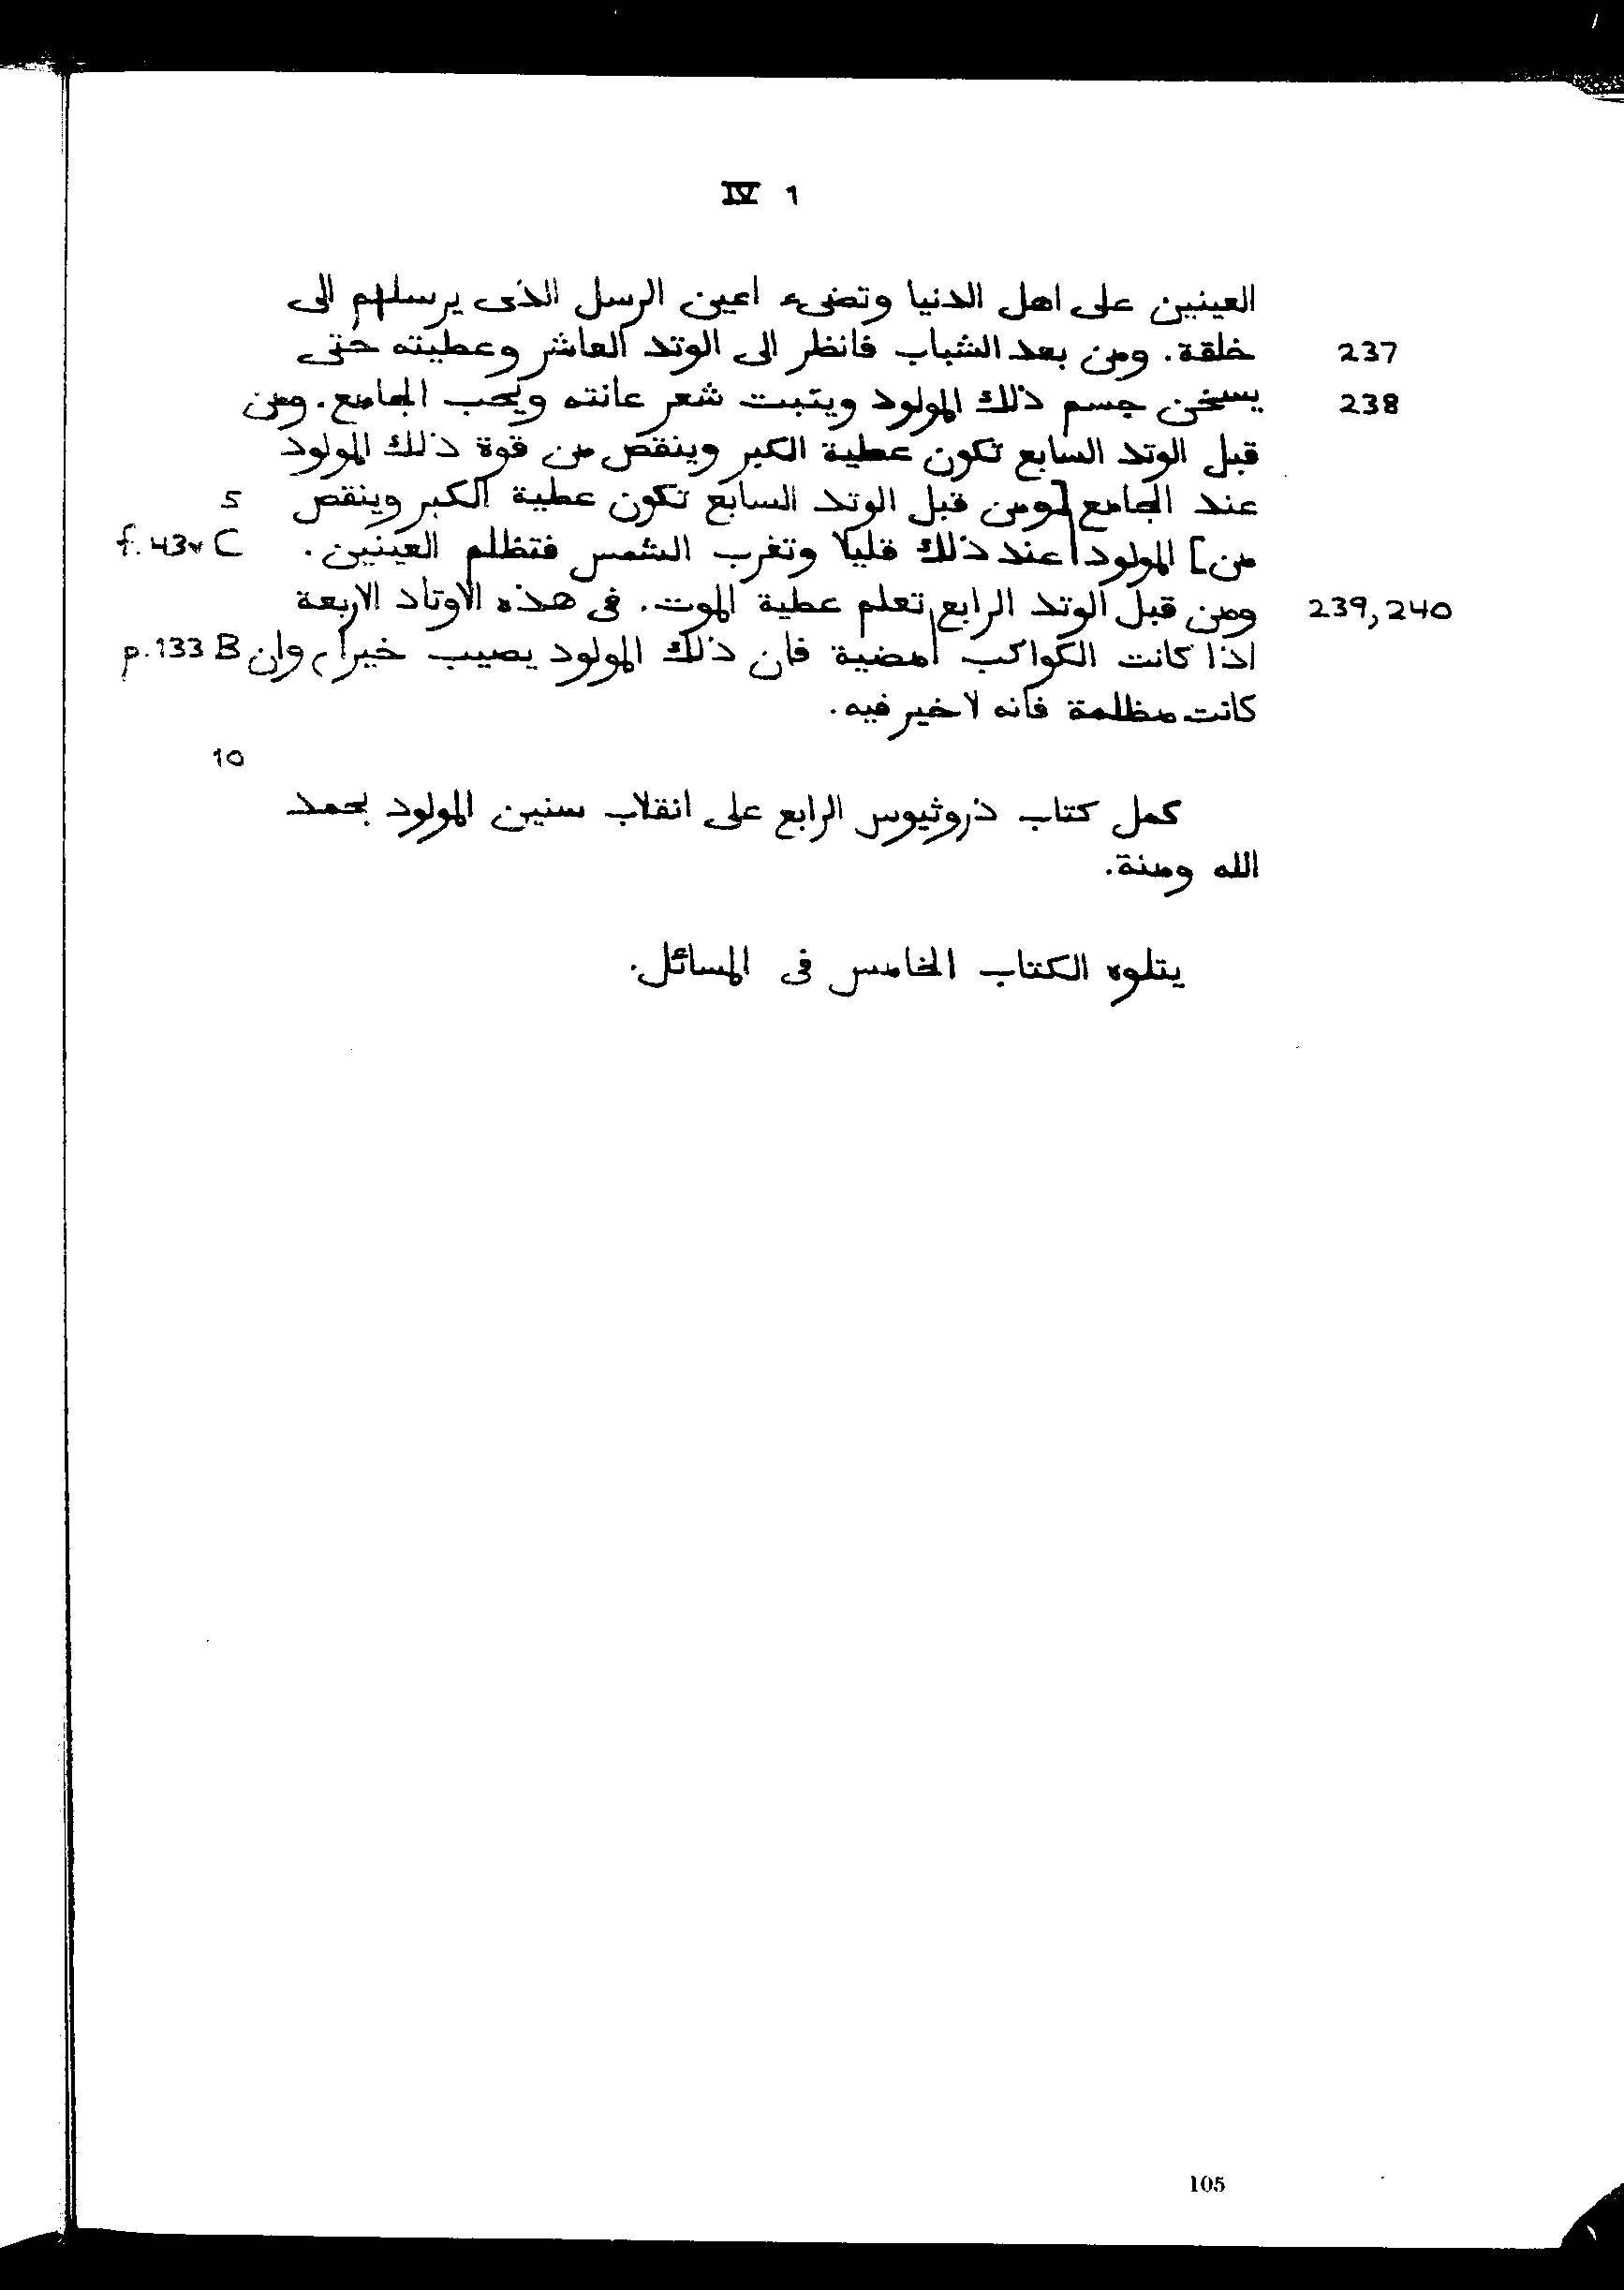 IV 1
العينين على اهل الدنيا وتضىء اعين الرسل الذى يرسلهم الى
237 خلقة. ومن بعد الشباب فانظر الى الوتد العاشر وعطيته حتى
238 يسخن جسم ذلك المولود وينبت شعر عانته ويحب الجامع. ومن
قبل الوتد السابع تكون عطية الكبر وينقص من قوة ذلك المولود
عند الجامع [ومن قبل الوتد السابع تكون عطية الكبر وينقص 5
من] المولود | عند ذلك قليلا وتغرب الشمس فتظلم العينين. f. 43v C
239, 240 ومن قبل الوتد الرابع تعلم عطية الموت. فى هذه الاوتاد الاربعة
اذا كانت الكواكب | مضية فان ذلك المولود يصيب خيرا، وان p. 133 B
كانت مظلمة فانه لا خير فيه.
10
كمل كتاب ذروثيوس الرابع على انقلاب سنين المولود بحمد
الله ومنة.
يتلوه الكتاب الخامس فى المسائل.
105